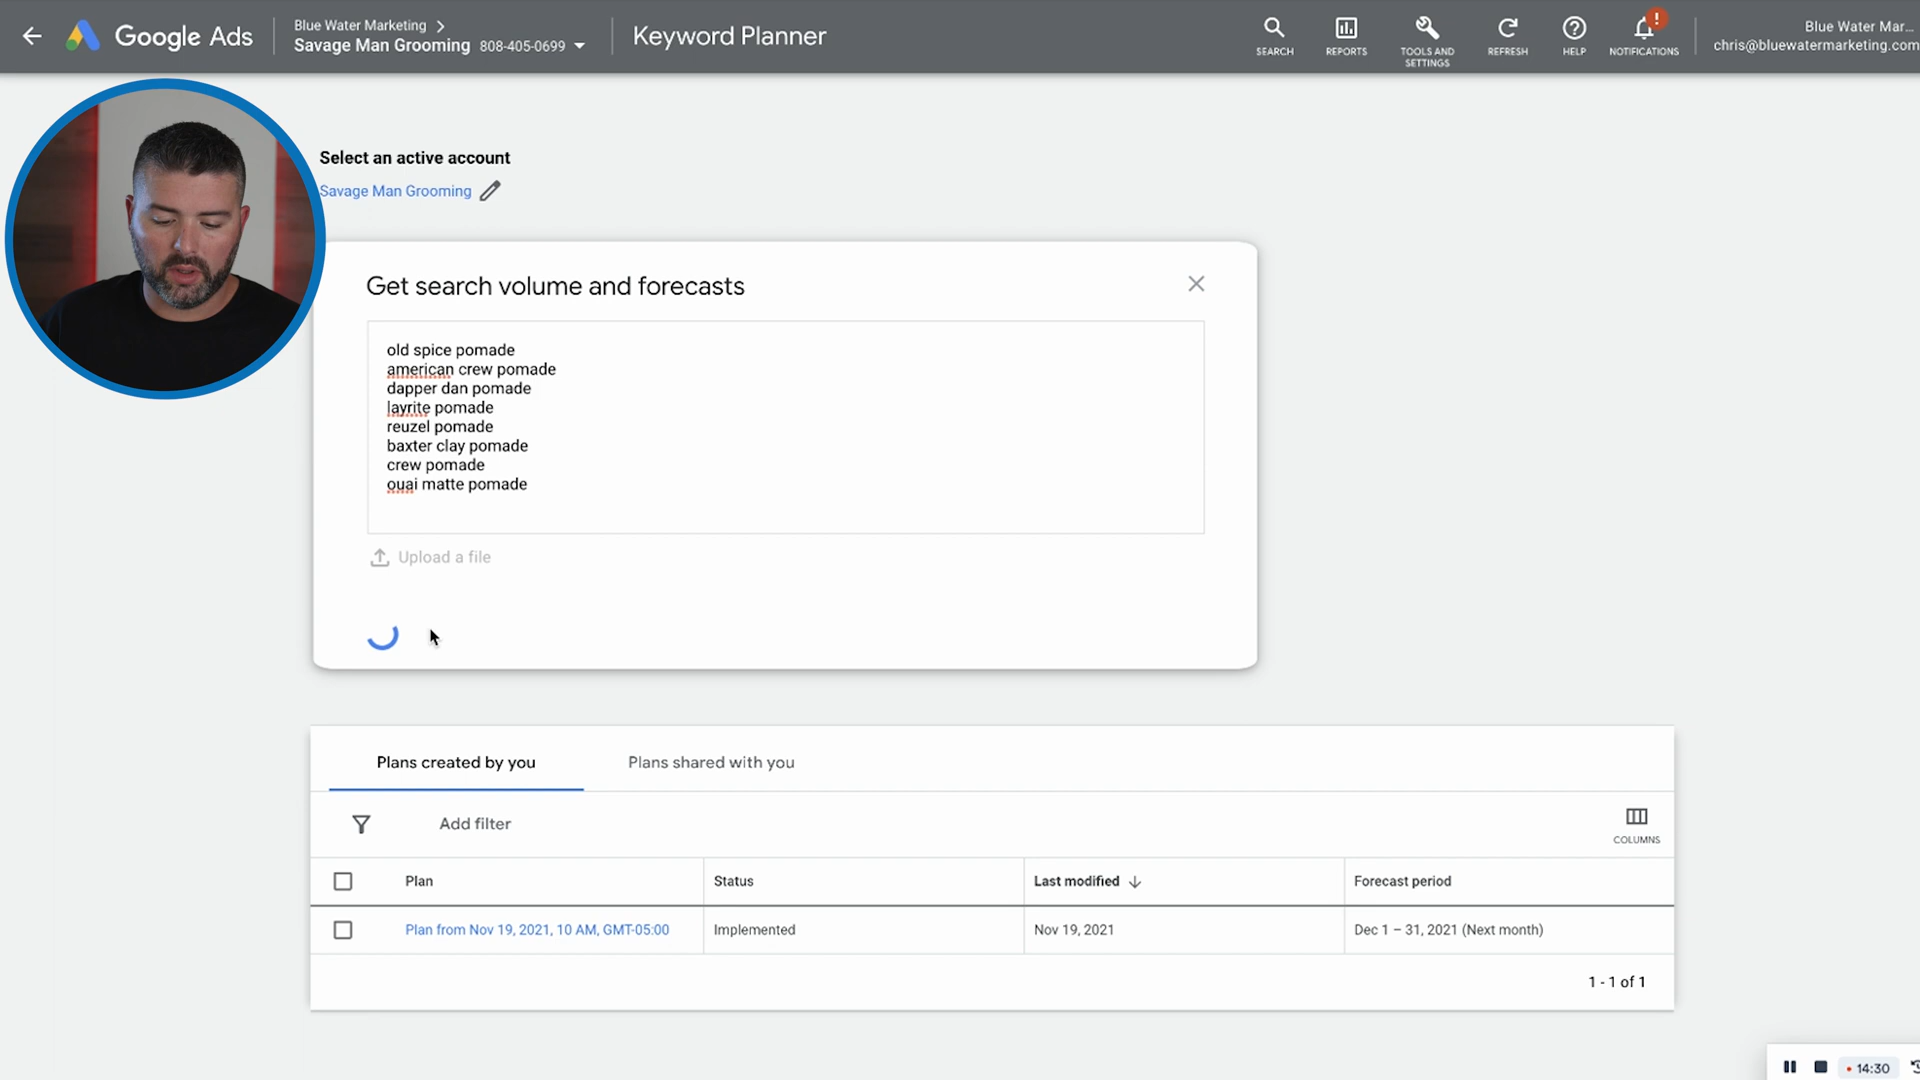 Google Ads
Blue Water Marketing
Savage Man Grooming 808-405-0699
Keyword Planner
SEARCH
REPORTS
TOOLS AND
SETTINGS
REFRESH
HELP
!
NOTIFICATIONS
Blue Water Mar...
chris@bluewatermarketing.com
Select an active account
Savage Man Grooming
Get search volume and forecasts
old spice pomade
american crew pomade
dapper dan pomade
layrite pomade
reuzel pomade
baxter clay pomade
crew pomade
ouai matte pomade
Upload a file
Plans created by you
Plans shared with you
Add filter
COLUMNS
Plan
Status
Last modified
Forecast period
Plan from Nov 19, 2021, 10 AM, GMT-05:00
Implemented
Nov 19, 2021
Dec 1 – 31, 2021 (Next month)
1 - 1 of 1
14:30